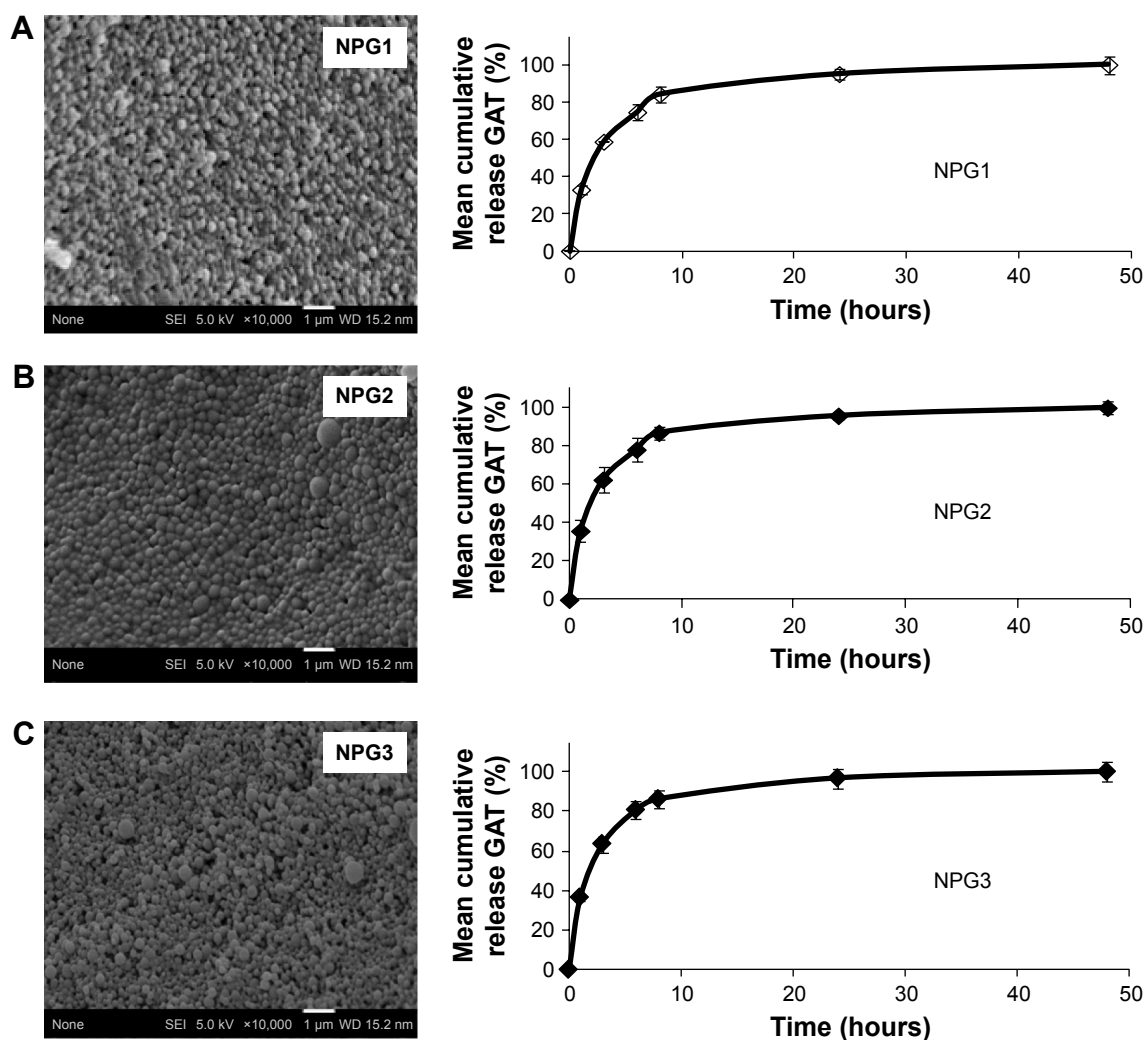 A
NPG1
None SEI 5.0 kV ×10,000 1 µm WD 15.2 nm
Mean cumulative
release GAT (%)
100
80
60
40
20
0
NPG1
0 10 20 30 40 50
Time (hours)
B
NPG2
None SEI 5.0 kV ×10,000 1 µm WD 15.2 nm
Mean cumulative
release GAT (%)
100
80
60
40
20
0
NPG2
0 10 20 30 40 50
Time (hours)
C
NPG3
None SEI 5.0 kV ×10,000 1 µm WD 15.2 nm
Mean cumulative
release GAT (%)
100
80
60
40
20
0
NPG3
0 10 20 30 40 50
Time (hours)